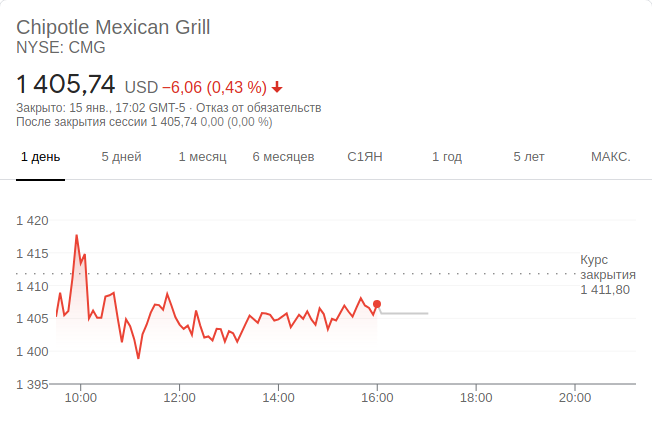 Chipotle Mexican Grill
NYSE: CMG
1 405,74 USD −6,06 (0,43 %)
Закрыто: 15 янв., 17:02 GMT-5 · Отказ от обязательств
После закрытия сессии 1 405,74 0,00 (0,00 %)
1 день 5 дней 1 месяц 6 месяцев С1ЯН 1 год 5 лет МАКС.
1 420
1 415
Курс
закрытия
1 411,80
1 410
1 405
1 400
1 395
10:00 12:00 14:00 16:00 18:00 20:00